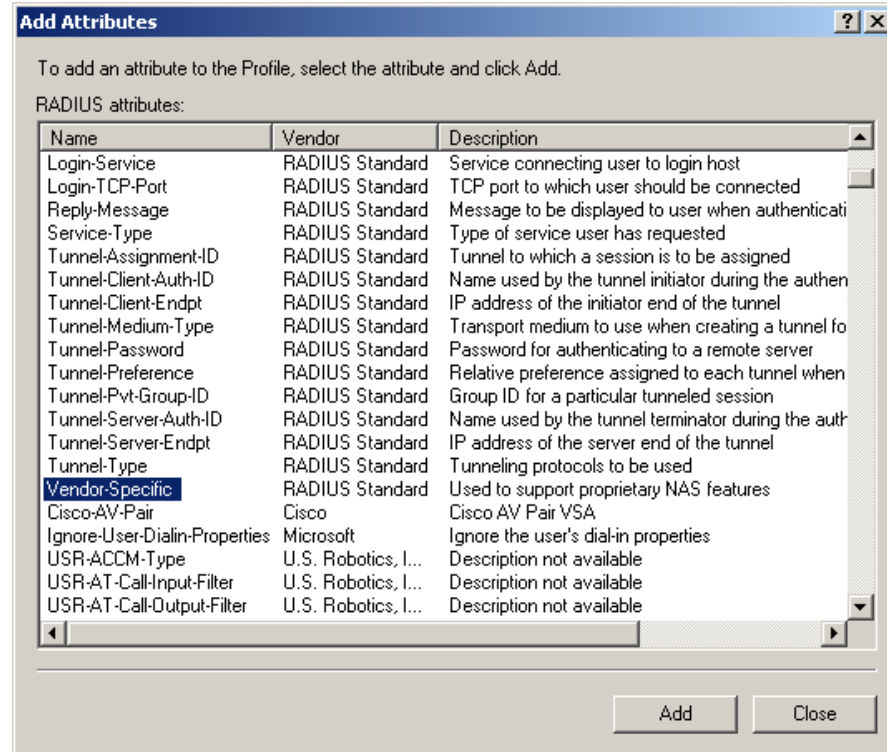 Add Attributes
To add an attribute to the Profile, select the attribute and click Add.
RADIUS attributes:
Name Vendor Description
Login-Service RADIUS Standard Service connecting user to login host
Login-TCP-Port RADIUS Standard TCP port to which user should be connected
Reply-Message RADIUS Standard Message to be displayed to user when authenticati
Service-Type RADIUS Standard Type of service user has requested
Tunnel-Assignment-ID RADIUS Standard Tunnel to which a session is to be assigned
Tunnel-Client-Auth-ID RADIUS Standard Name used by the tunnel initiator during the authen
Tunnel-Client-Endpt RADIUS Standard IP address of the initiator end of the tunnel
Tunnel-Medium-Type RADIUS Standard Transport medium to use when creating a tunnel fo
Tunnel-Password RADIUS Standard Password for authenticating to a remote server
Tunnel-Preference RADIUS Standard Relative preference assigned to each tunnel when
Tunnel-Pvt-Group-ID RADIUS Standard Group ID for a particular tunneled session
Tunnel-Server-Auth-ID RADIUS Standard Name used by the tunnel terminator during the auth
Tunnel-Server-Endpt RADIUS Standard IP address of the server end of the tunnel
Tunnel-Type RADIUS Standard Tunneling protocols to be used
Vendor-Specific RADIUS Standard Used to support proprietary NAS features
Cisco-AV-Pair Cisco Cisco AV Pair VSA
Ignore-User-Dialin-Properties Microsoft Ignore the user's dial-in properties
USR-ACCM-Type U.S. Robotics, I... Description not available
USR-AT-Call-Input-Filter U.S. Robotics, I... Description not available
USR-AT-Call-Output-Filter U.S. Robotics, I... Description not available
Add Close